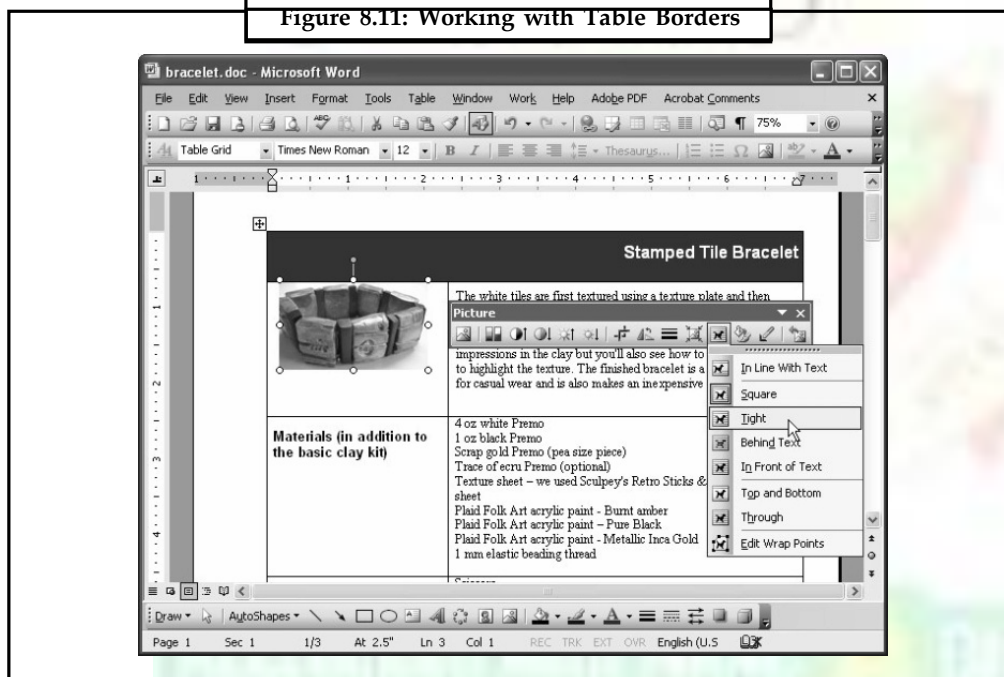 Figure 8.11: Working with Table Borders
bracelet.doc - Microsoft Word
File Edit View Insert Format Tools Table Window Work Help Adobe PDF Acrobat Comments
75%
Table Grid Times New Roman 12 B I Thesaurus... A
1 1 2 3 4 5 6 7
Stamped Tile Bracelet
The white tiles are first textured using a texture plate and then
Picture
impressions in the clay but you'll also see how to
to highlight the texture. The finished bracelet is a
for casual wear and is also makes an inexpensive
In Line With Text
Square
Tight
Behind Text
In Front of Text
Top and Bottom
Through
Edit Wrap Points
Materials (in addition to
the basic clay kit)
4 oz white Premo
1 oz black Premo
Scrap gold Premo (pea size piece)
Trace of ecru Premo (optional)
Texture sheet – we used Sculpey's Retro Sticks &
sheet
Plaid Folk Art acrylic paint - Burnt amber
Plaid Folk Art acrylic paint – Pure Black
Plaid Folk Art acrylic paint - Metallic Inca Gold
1 mm elastic beading thread
Draw AutoShapes
Page 1 Sec 1 1/3 At 2.5" Ln 3 Col 1 REC TRK EXT OVR English (U.S